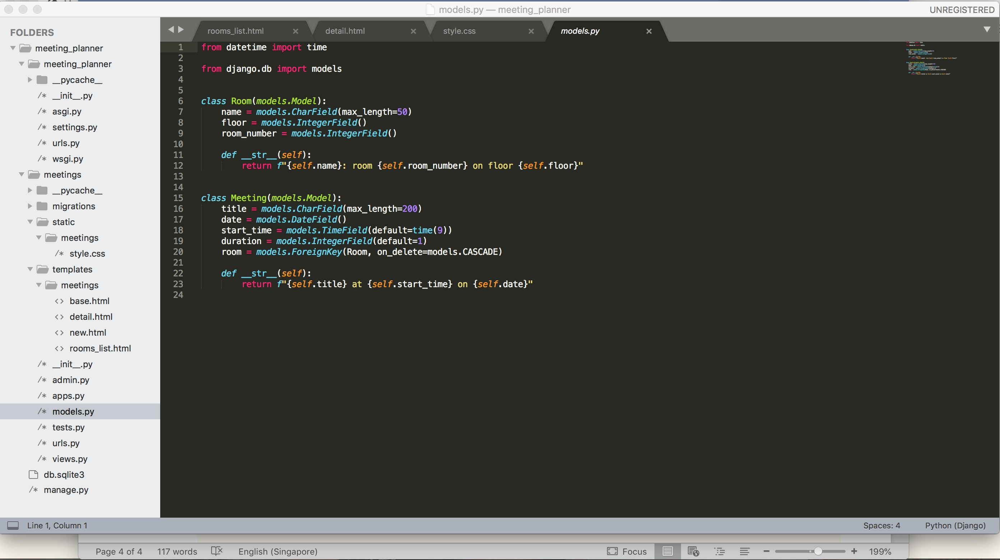 models.py — meeting_planner
UNREGISTERED
FOLDERS
meeting_planner
meeting_planner
__pycache__
/* __init__.py
/* asgi.py
/* settings.py
/* urls.py
/* wsgi.py
meetings
__pycache__
migrations
static
meetings
/* style.css
templates
meetings
<> base.html
<> detail.html
<> new.html
<> rooms_list.html
/* __init__.py
/* admin.py
/* apps.py
/* models.py
/* tests.py
/* urls.py
/* views.py
db.sqlite3
/* manage.py
rooms_list.html × detail.html × style.css × models.py ×
1 from datetime import time
2
3 from django.db import models
4
5
6 class Room(models.Model):
7     name = models.CharField(max_length=50)
8     floor = models.IntegerField()
9     room_number = models.IntegerField()
10
11     def __str__(self):
12         return f"{self.name}: room {self.room_number} on floor {self.floor}"
13
14
15 class Meeting(models.Model):
16     title = models.CharField(max_length=200)
17     date = models.DateField()
18     start_time = models.TimeField(default=time(9))
19     duration = models.IntegerField(default=1)
20     room = models.ForeignKey(Room, on_delete=models.CASCADE)
21
22     def __str__(self):
23         return f"{self.title} at {self.start_time} on {self.date}"
24
Line 1, Column 1
Spaces: 4 Python (Django)
Page 4 of 4 117 words English (Singapore) Focus 199%